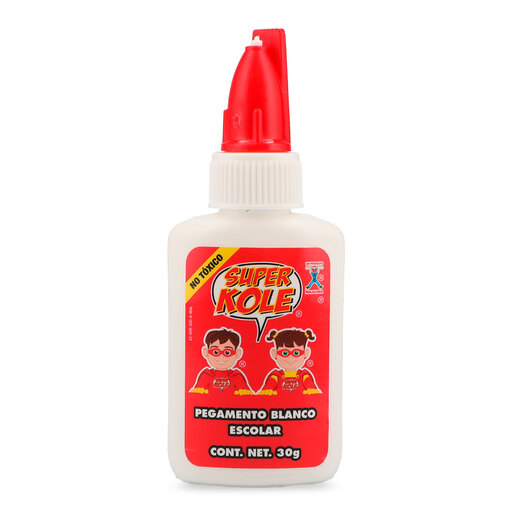 NO TÓXICO
SUPER
KOLE
®
®
®
®
PEGAMENTO BLANCO
ESCOLAR
CONT. NET. 30g